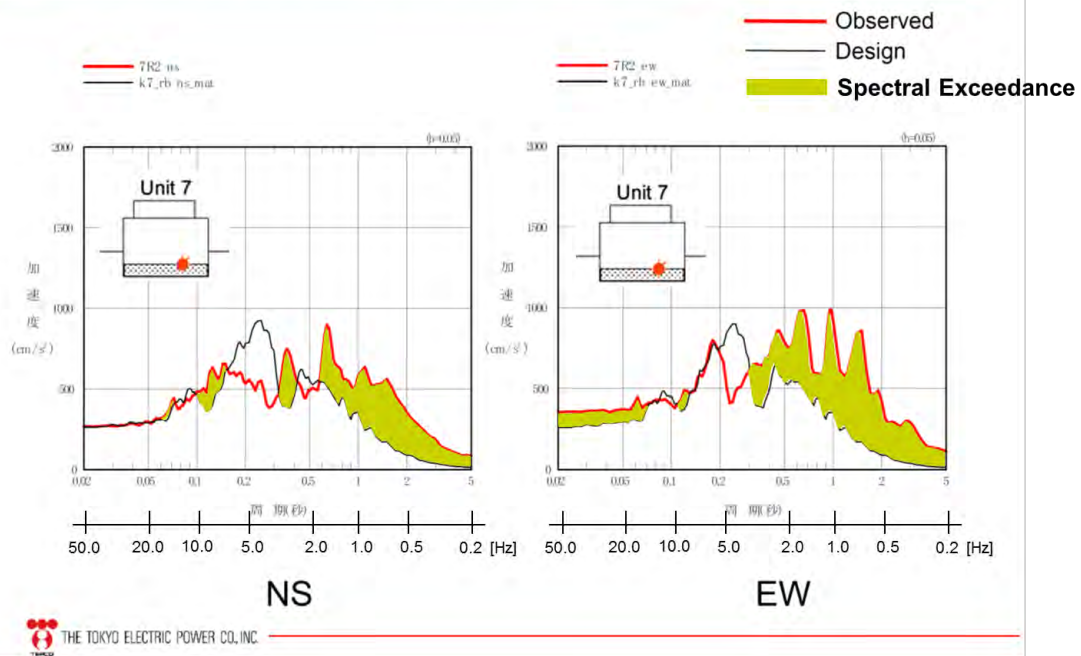 Observed
Design
Spectral Exceedance
7R2 ns
k7_rb ns_mat
7R2 ew
k7_rb ew_mat
(h=0.05)
(h=0.05)
2000
1500
1000
500
0
加
速
度
(cm/s²)
Unit 7
0.02 0.05 0.1 0.2 0.5 1 2 5
周 期(秒)
50.0 20.0 10.0 5.0 2.0 1.0 0.5 0.2 [Hz]
NS
2000
1500
1000
500
0
加
速
度
(cm/s²)
Unit 7
0.02 0.05 0.1 0.2 0.5 1 2 5
周 期(秒)
50.0 20.0 10.0 5.0 2.0 1.0 0.5 0.2 [Hz]
EW
THE TOKYO ELECTRIC POWER CO., INC.
TEPCO